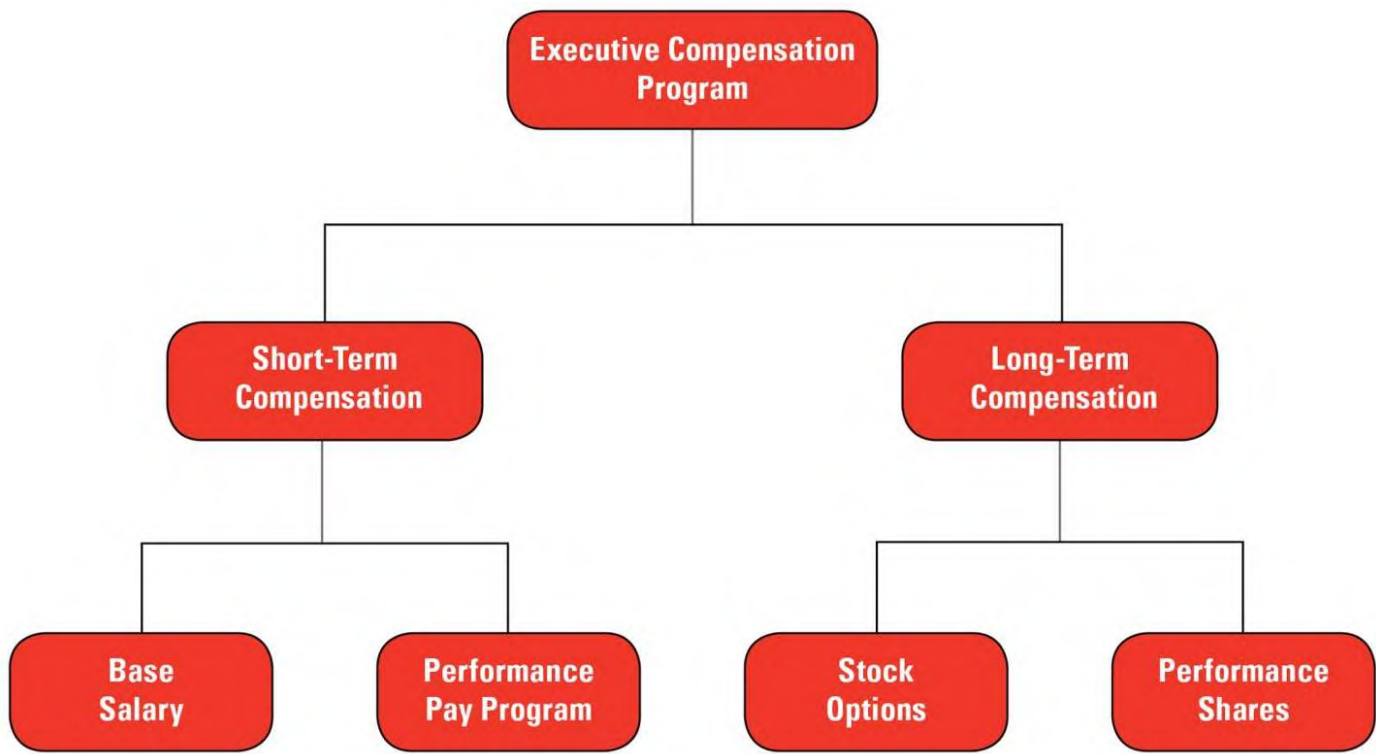 Executive Compensation
Program
Short-Term
Compensation
Long-Term
Compensation
Base
Salary
Performance
Pay Program
Stock
Options
Performance
Shares